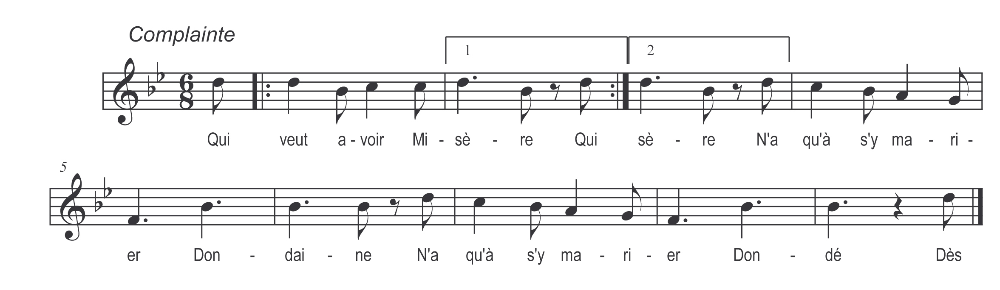 Complainte
1 2
Qui veut a - voir Mi - sè - re Qui sè - re N'a qu'à s'y ma - ri -
5
er Don - dai - ne N'a qu'à s'y ma - ri - er Don - dé Dès